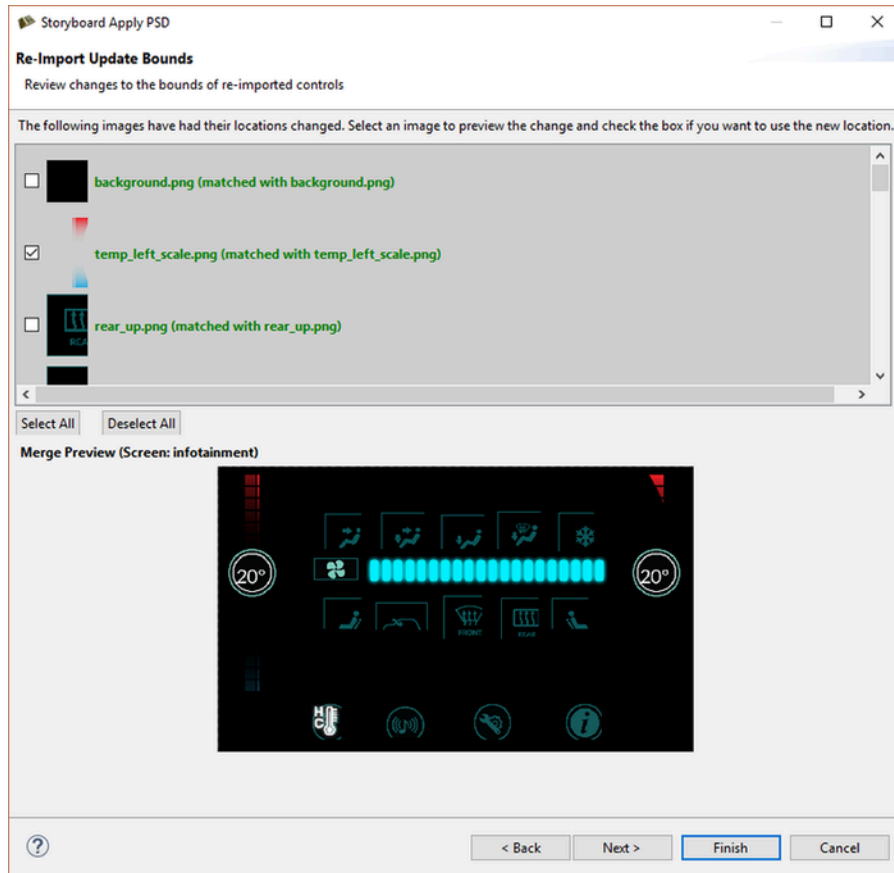 Storyboard Apply PSD
Re-Import Update Bounds
Review changes to the bounds of re-imported controls
The following images have had their locations changed. Select an image to preview the change and check the box if you want to use the new location.
background.png (matched with background.png)
temp_left_scale.png (matched with temp_left_scale.png)
REA
rear_up.png (matched with rear_up.png)
Select All Deselect All
Merge Preview (Screen: infotainment)
20° 20°
FRONT REAR
H
C
? < Back Next > Finish Cancel